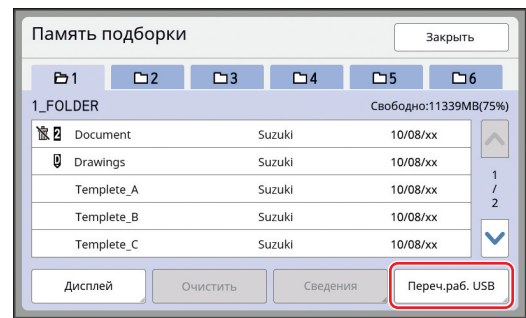 Память подборки
Закрыть
1 2 3 4 5 6
1_FOLDER Свободно:11339MB(75%)
2 Document Suzuki 10/08/xx
Drawings Suzuki 10/08/xx
Templete_A Suzuki 10/08/xx
Templete_B Suzuki 10/08/xx
Templete_C Suzuki 10/08/xx
1
/
2
Дисплей Очистить Сведения Переч.раб. USB